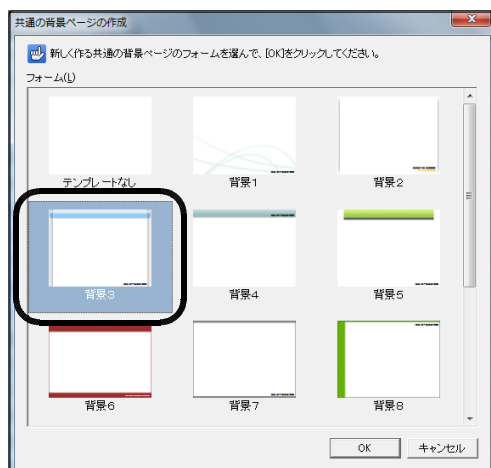 共通の背景ページの作成
新しく作る共通の背景ページのフォームを選んで、[OK]をクリックしてください。
フォーム(L)
テンプレートなし
背景1
背景2
背景3
背景4
背景5
背景6
背景7
背景8
OK
キャンセル